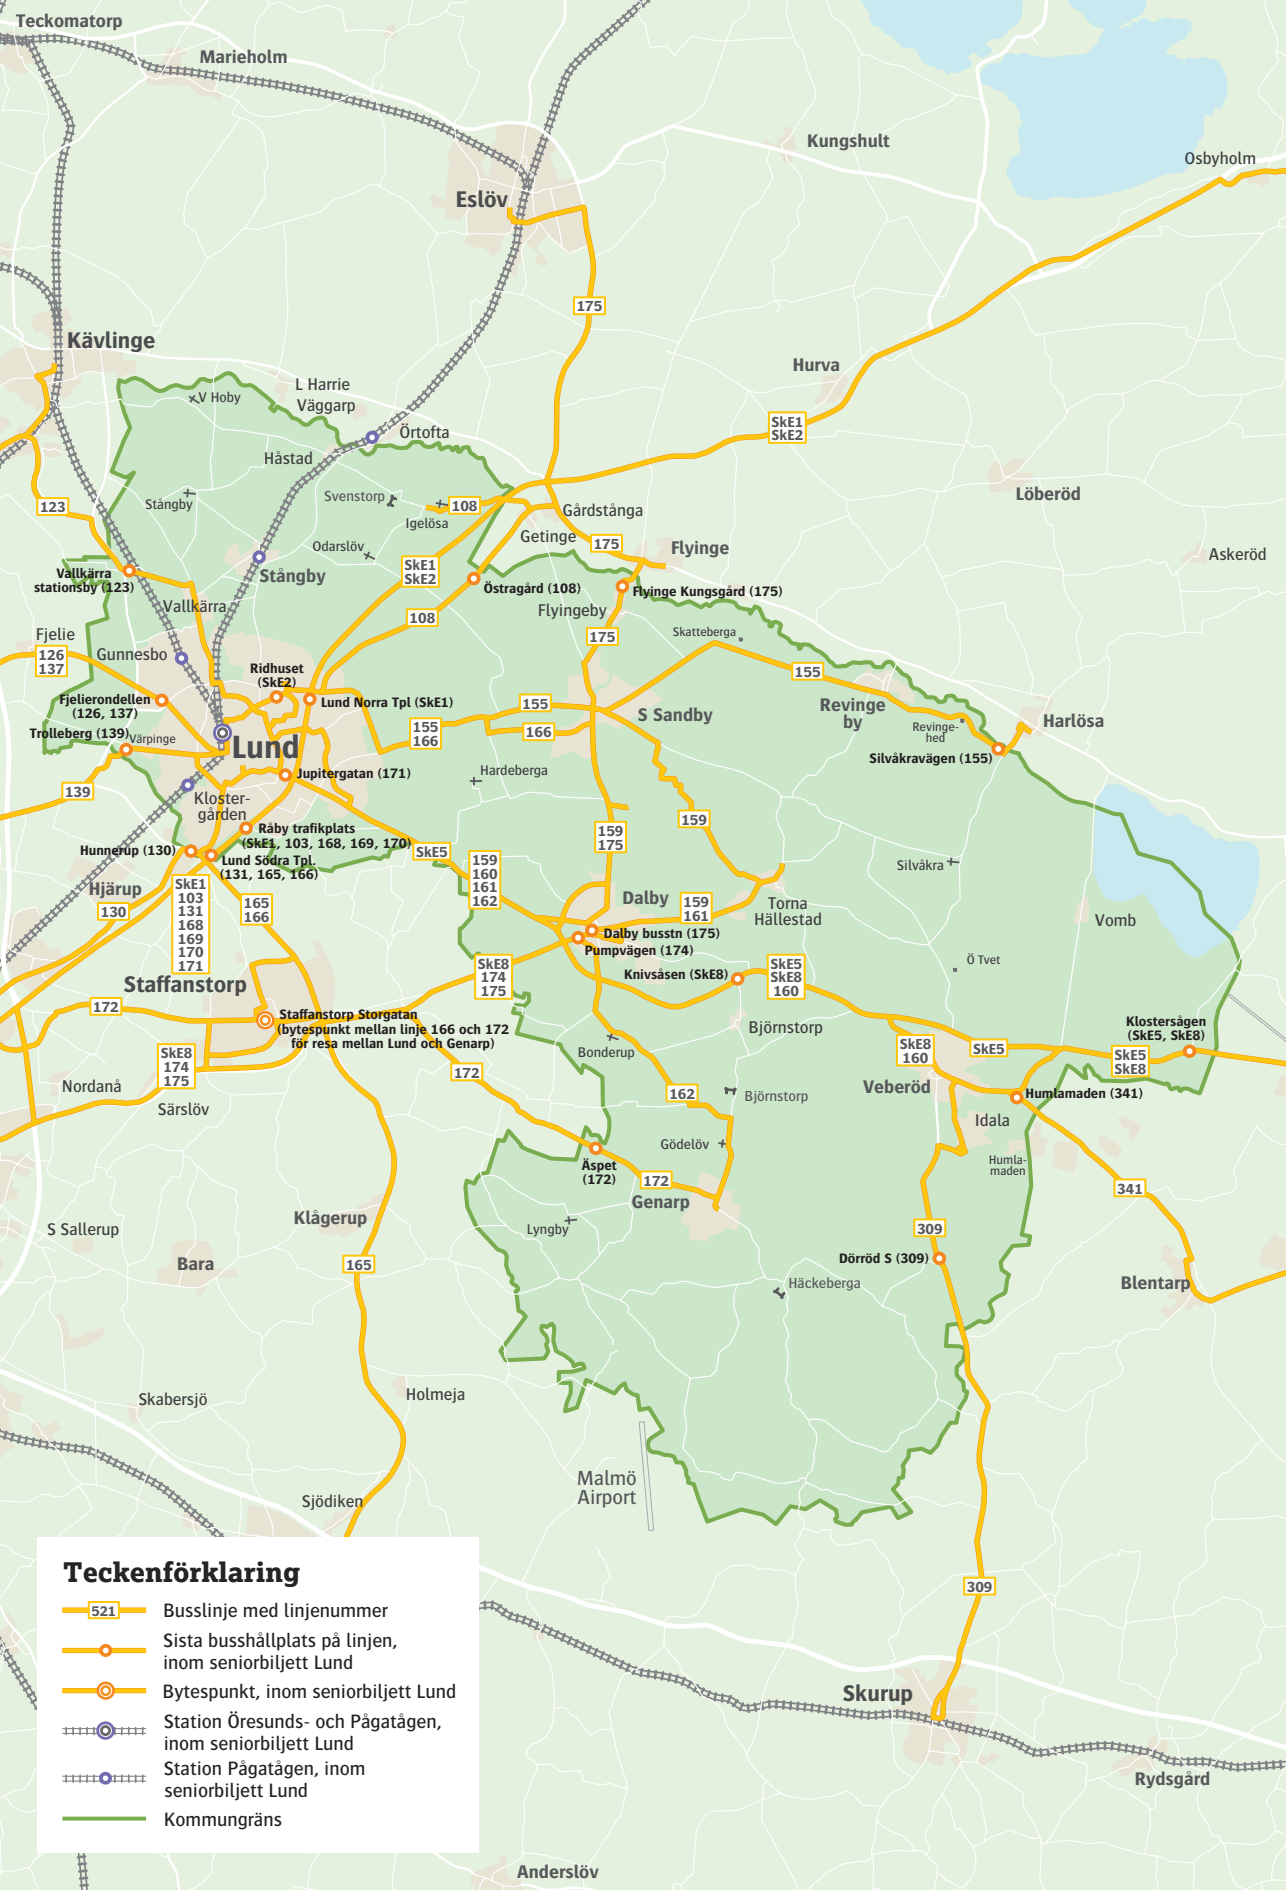 Teckomatorp
Marieholm
Kungshult
Osbyholm
Eslöv
175
Kävlinge
Hurva
L Harrie
Väggarp
V Hoby
SkE1
SkE2
Örtofta
Håstad
Löberöd
Svenstorp
Stångby
123
108
Gårdstånga
Igelösa
Getinge
Odarslöv
175
Flyinge
Askeröd
SkE1
SkE2
Vallkärra
stationsby (123)
Stångby
Östragård (108)
Flyinge Kungsgård (175)
Vallkärra
Flyingeby
108
Fjelie
175
Skatteberga
126
137
Gunnesbo
Ridhuset
(SkE2)
155
Fjelierondellen
(126, 137)
Lund Norra Tpl (SkE1)
155
Revinge
by
S Sandby
Harlösa
Trolleberg (139)
Värpinge
155
166
166
Revinge-
hed
Lund
Silvåkravägen (155)
Jupitergatan (171)
Hardeberga
139
Kloster-
gården
159
Råby trafikplats
(SkE1, 103, 168, 169, 170)
159
175
Hunnerup (130)
SkE5
Lund Södra Tpl.
(131, 165, 166)
159
160
161
162
Silvåkra
Hjärup
SkE1
103
131
168
169
170
171
165
166
Dalby
159
161
Torna
Hällestad
130
Vomb
Dalby busstn (175)
Pumpvägen (174)
Ö Tvet
SkE8
174
175
Knivsåsen (SkE8)
SkE5
SkE8
160
Staffanstorp
172
Staffanstorp Storgatan
(bytespunkt mellan linje 166 och 172
för resa mellan Lund och Genarp)
Björnstorp
Klostersågen
(SkE5, SkE8)
SkE8
174
175
Bonderup
SkE8
160
SkE5
SkE5
SkE8
172
Nordanå
Veberöd
162
Björnstorp
Humlamaden (341)
Särslöv
Idala
Gödelöv
Äspet
(172)
Humla-
maden
172
341
Genarp
Klågerup
S Sallerup
Lyngby
309
Bara
165
Dörröd S (309)
Häckeberga
Blentarp
Skabersjö
Holmeja
Malmö
Airport
Sjödiken
309
Teckenförklaring
521
Busslinje med linjenummer
Sista busshållplats på linjen,
inom seniorbiljett Lund
Bytespunkt, inom seniorbiljett Lund
Station Öresunds- och Pågatågen,
inom seniorbiljett Lund
Station Pågatågen, inom
seniorbiljett Lund
Kommungräns
Skurup
Rydsgård
Anderslöv